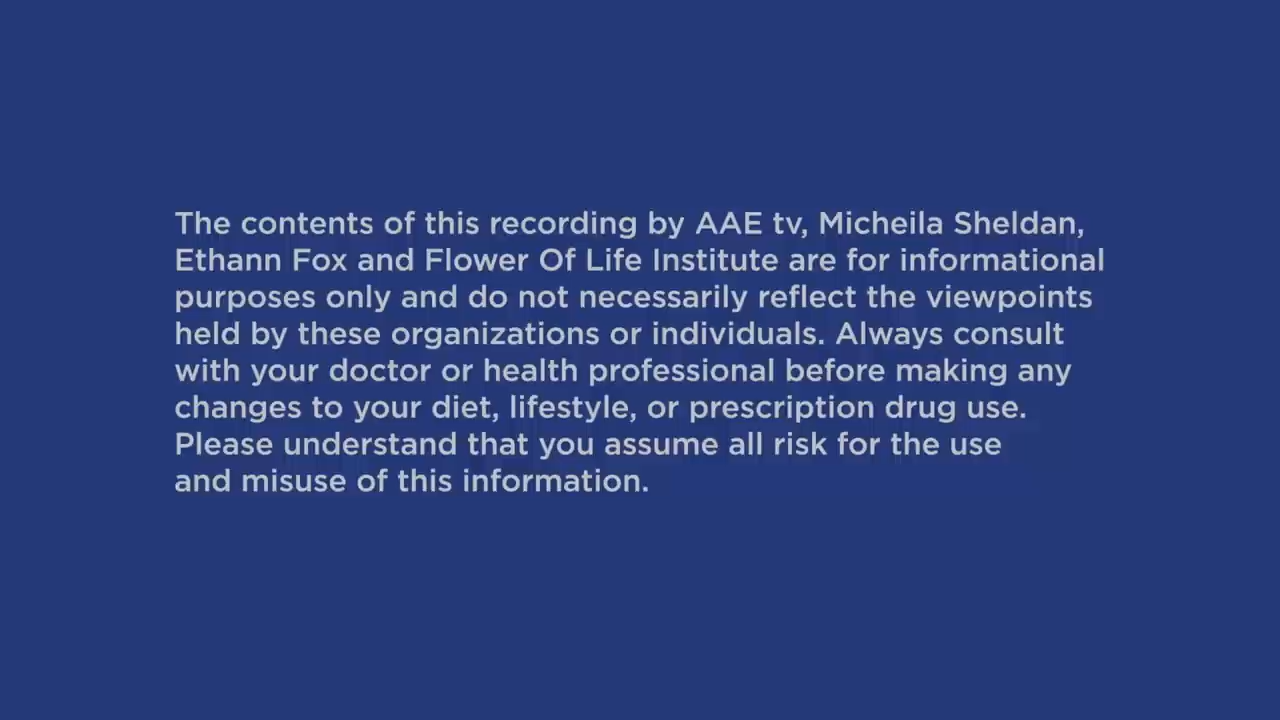 The contents of this recording by AAE tv, Micheila Sheldan,
Ethann Fox and Flower Of Life Institute are for informational
purposes only and do not necessarily reflect the viewpoints
held by these organizations or individuals. Always consult
with your doctor or health professional before making any
changes to your diet, lifestyle, or prescription drug use.
Please understand that you assume all risk for the use
and misuse of this information.